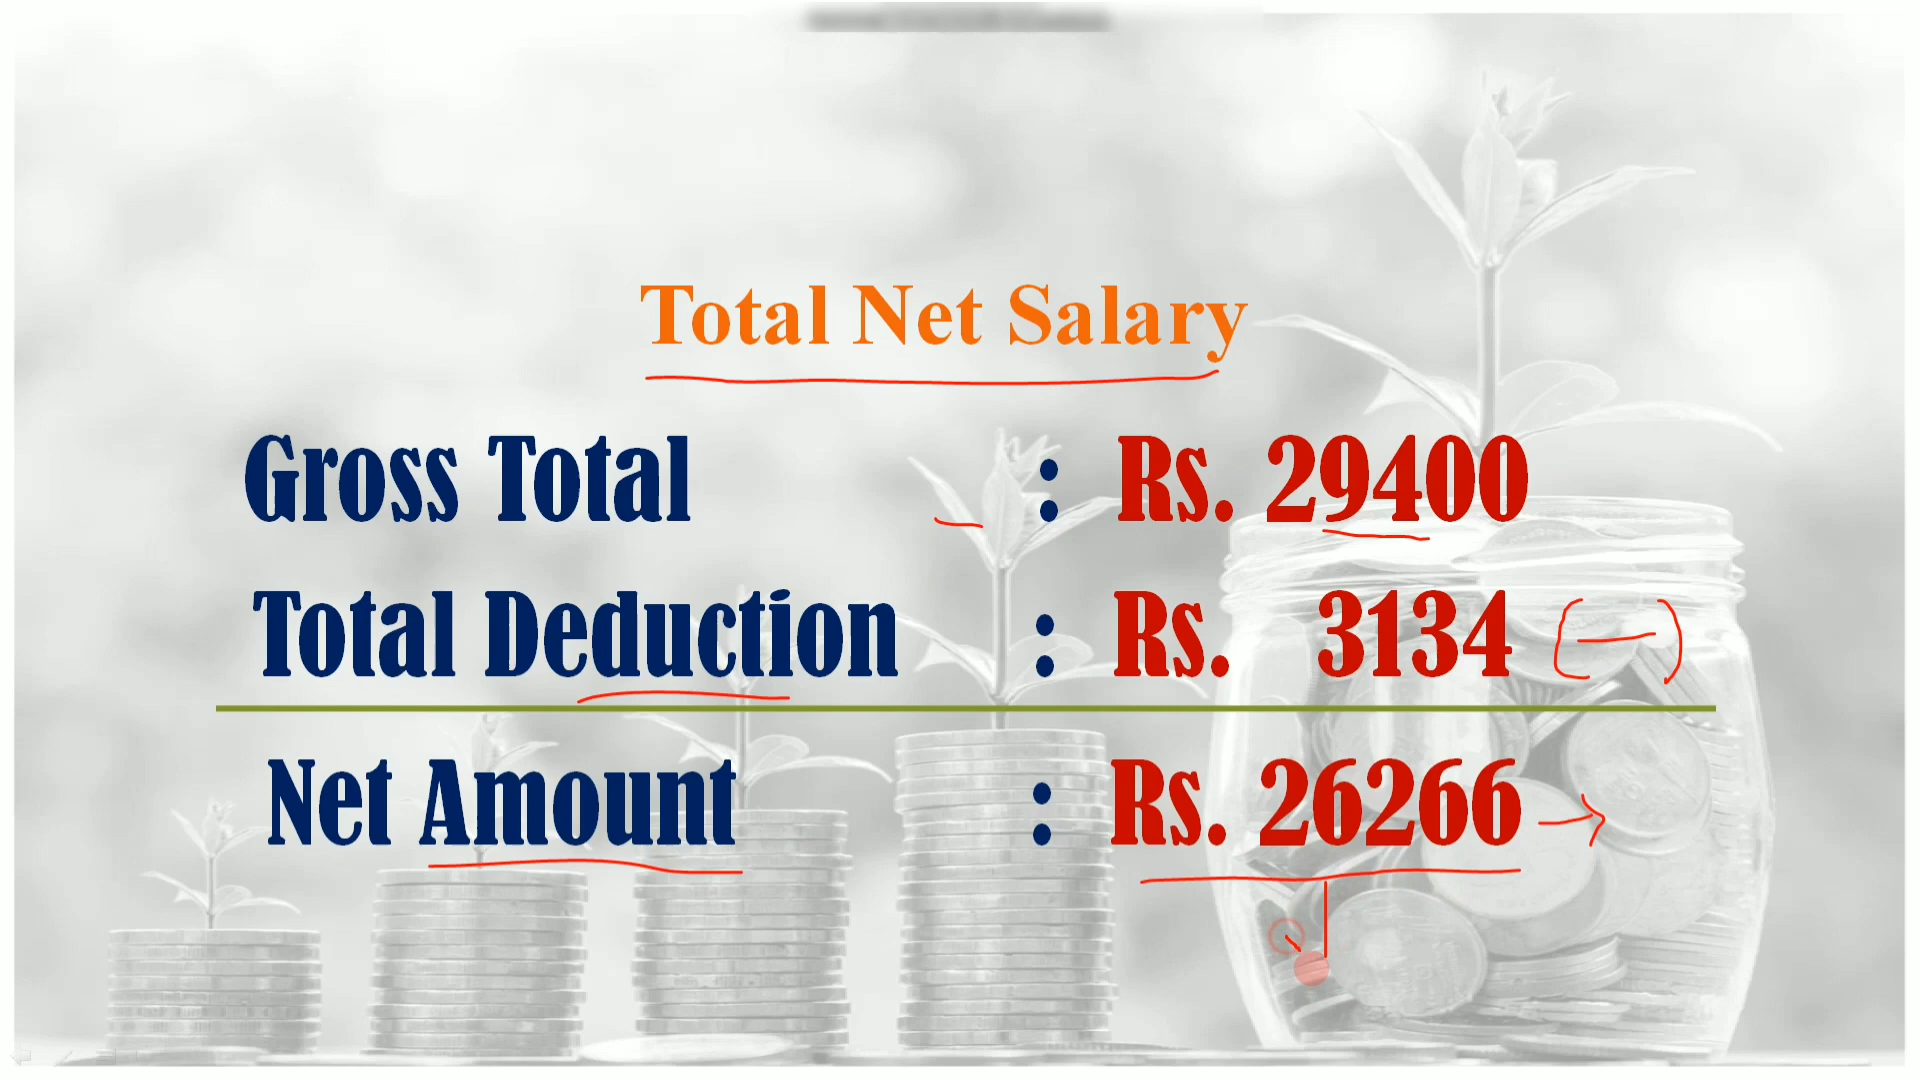 Total Net Salary
Gross Total : Rs. 29400
Total Deduction : Rs. 3134 (-)
Net Amount : Rs. 26266